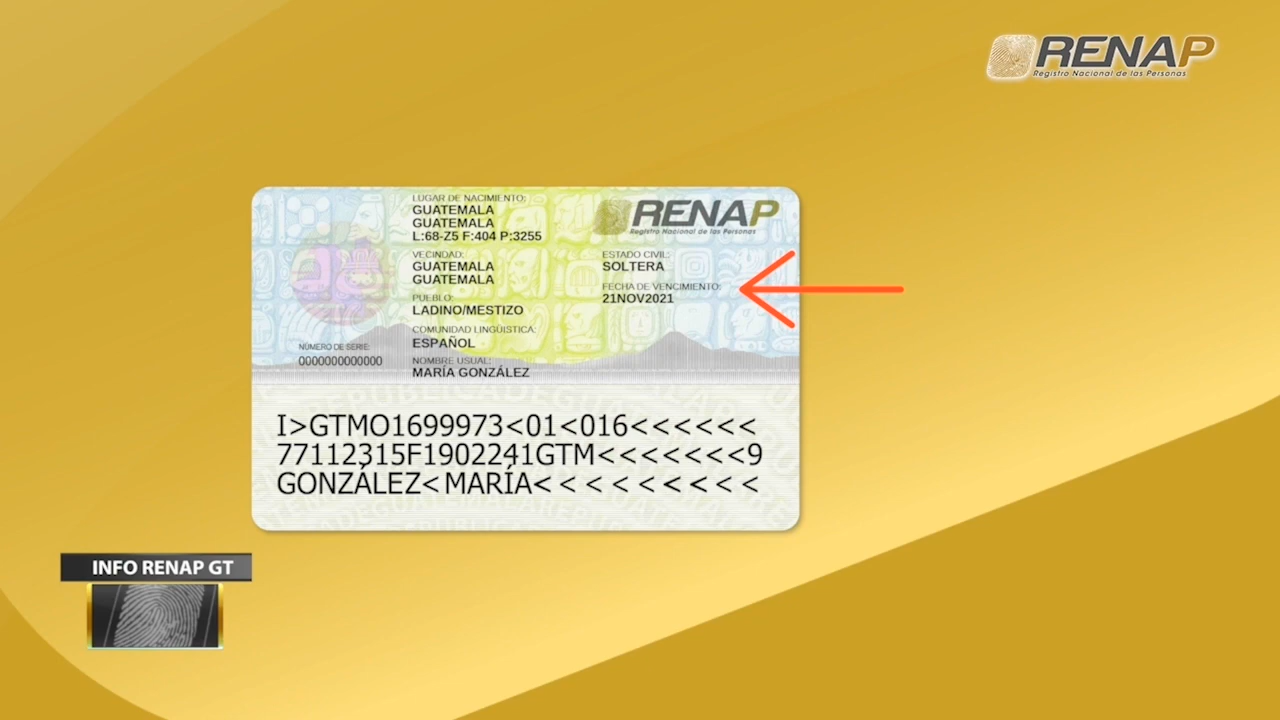 RENAP
Registro Nacional de las Personas
LUGAR DE NACIMIENTO:
GUATEMALA
GUATEMALA
L:68-Z5 F:404 P:3255
VECINDAD:
GUATEMALA
GUATEMALA
PUEBLO:
LADINO/MESTIZO
COMUNIDAD LINGÜISTICA:
ESPAÑOL
NOMBRE USUAL:
MARÍA GONZÁLEZ
RENAP
Registro Nacional de las Personas
ESTADO CIVIL:
SOLTERA
FECHA DE VENCIMIENTO:
21NOV2021
NÚMERO DE SERIE:
0000000000000
I>GTMO1699973<01<016<<<<<<
77112315F1902241GTM<<<<<<<9
GONZÁLEZ<MARÍA<<<<<<<<<
INFO RENAP GT